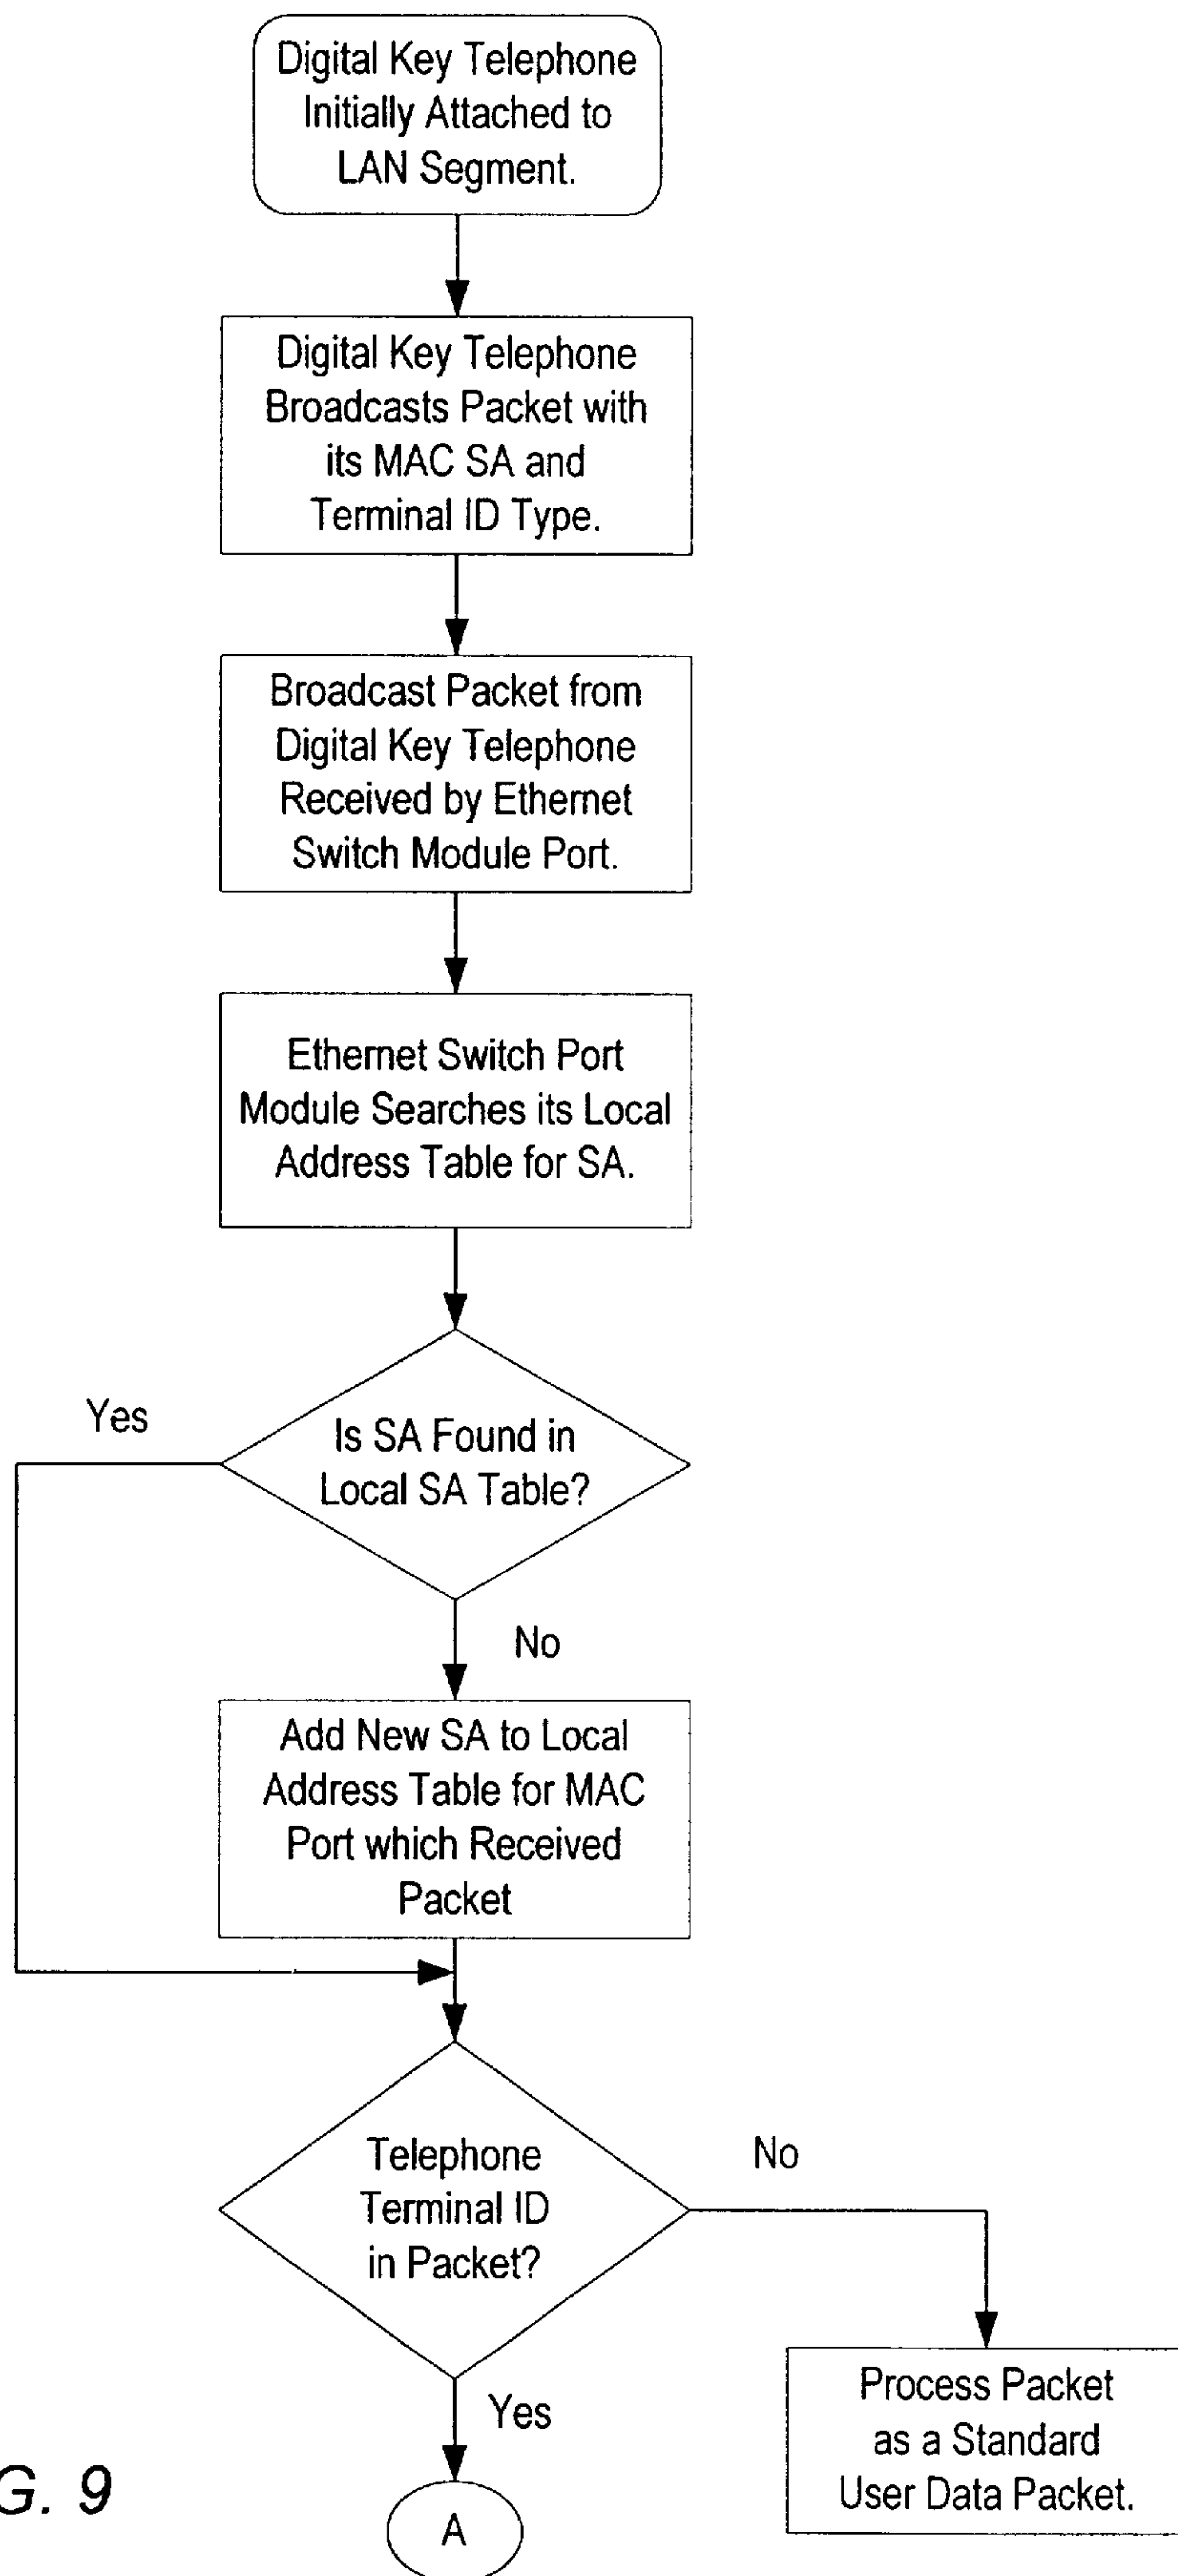 Digital Key Telephone
Initially Attached to
LAN Segment.
Digital Key Telephone
Broadcasts Packet with
its MAC SA and
Terminal ID Type.
Broadcast Packet from
Digital Key Telephone
Received by Ethernet
Switch Module Port.
Ethernet Switch Port
Module Searches its Local
Address Table for SA.
Yes
Is SA Found in
Local SA Table?
No
Add New SA to Local
Address Table for MAC
Port which Received
Packet
Telephone
Terminal ID
in Packet?
No
Yes
Process Packet
as a Standard
User Data Packet.
G. 9
A